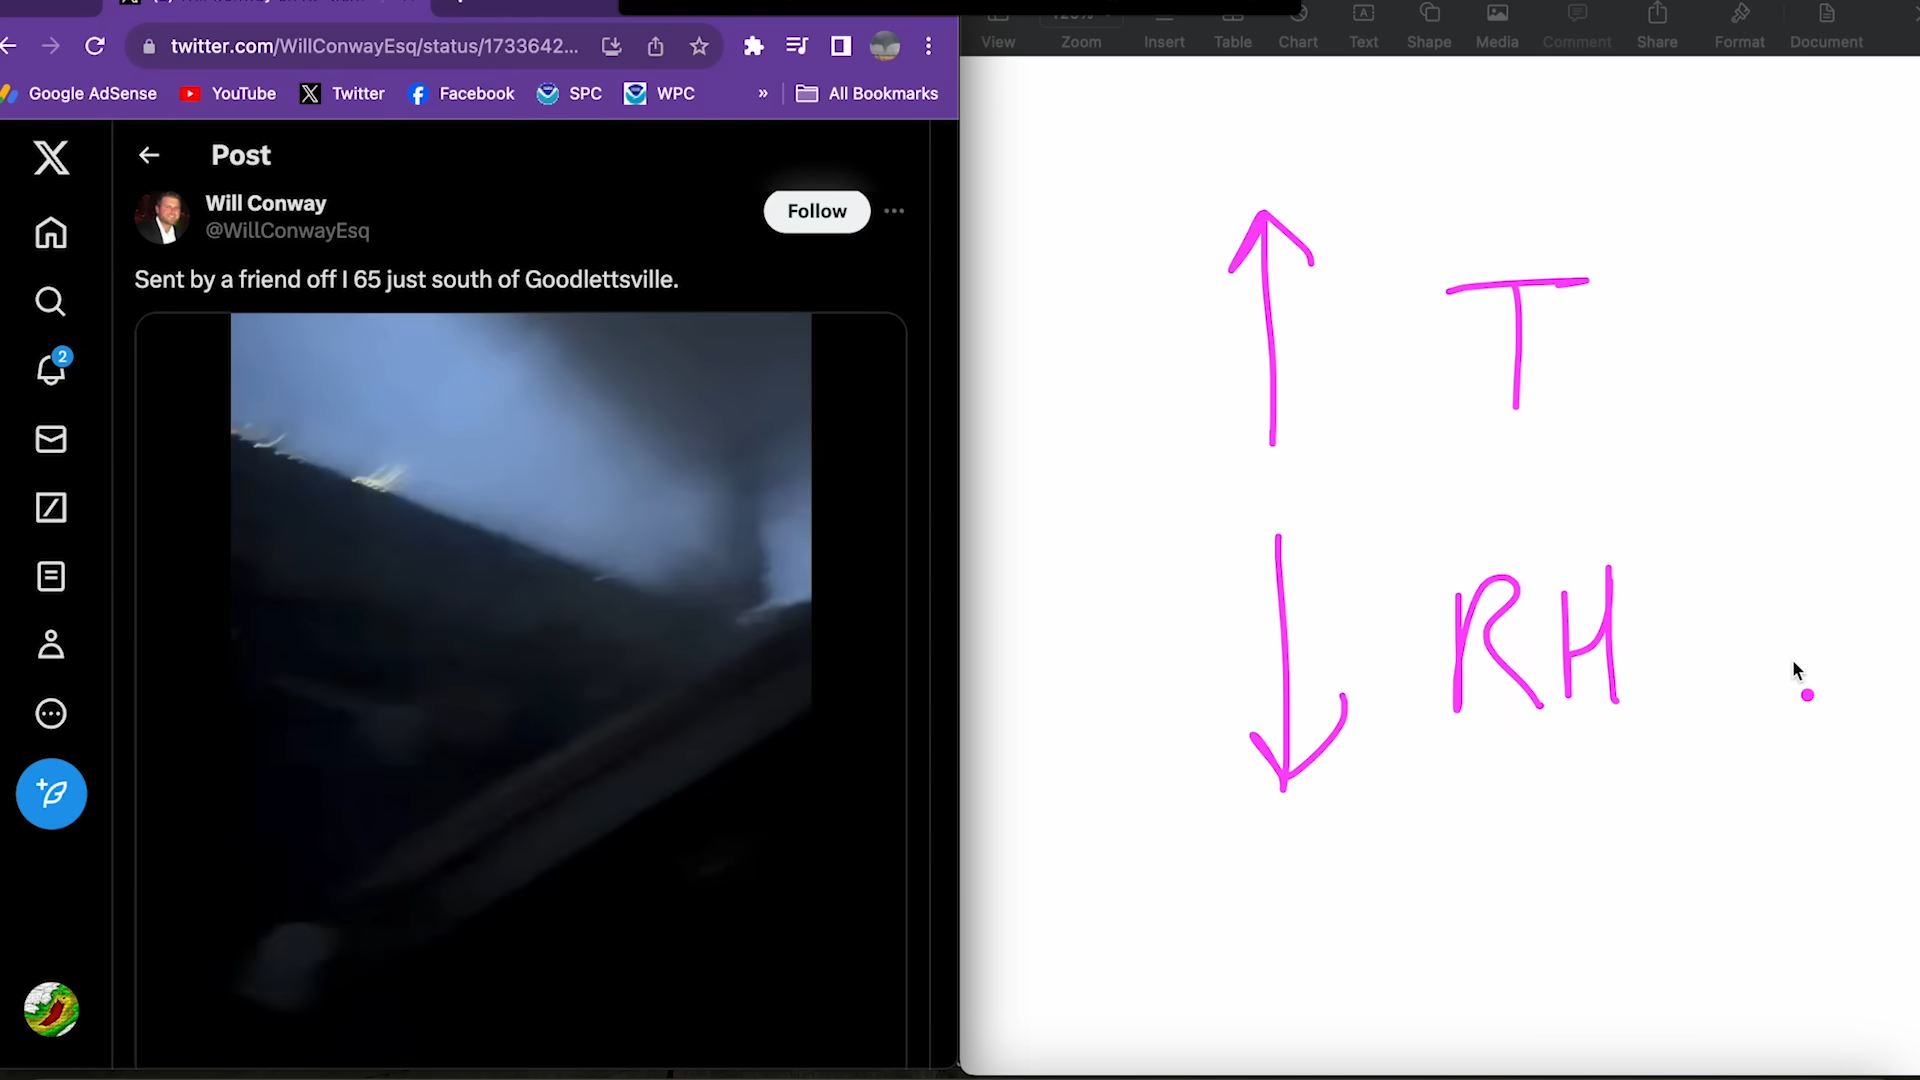 twitter.com/WillConwayEsq/status/1733642...
Google AdSense YouTube Twitter Facebook SPC WPC » All Bookmarks
Post
Will Conway
@WillConwayEsq
Follow
Sent by a friend off I 65 just south of Goodlettsville.
2
View Zoom Insert Table Chart Text Shape Media Comment Share Format Document
T
RH